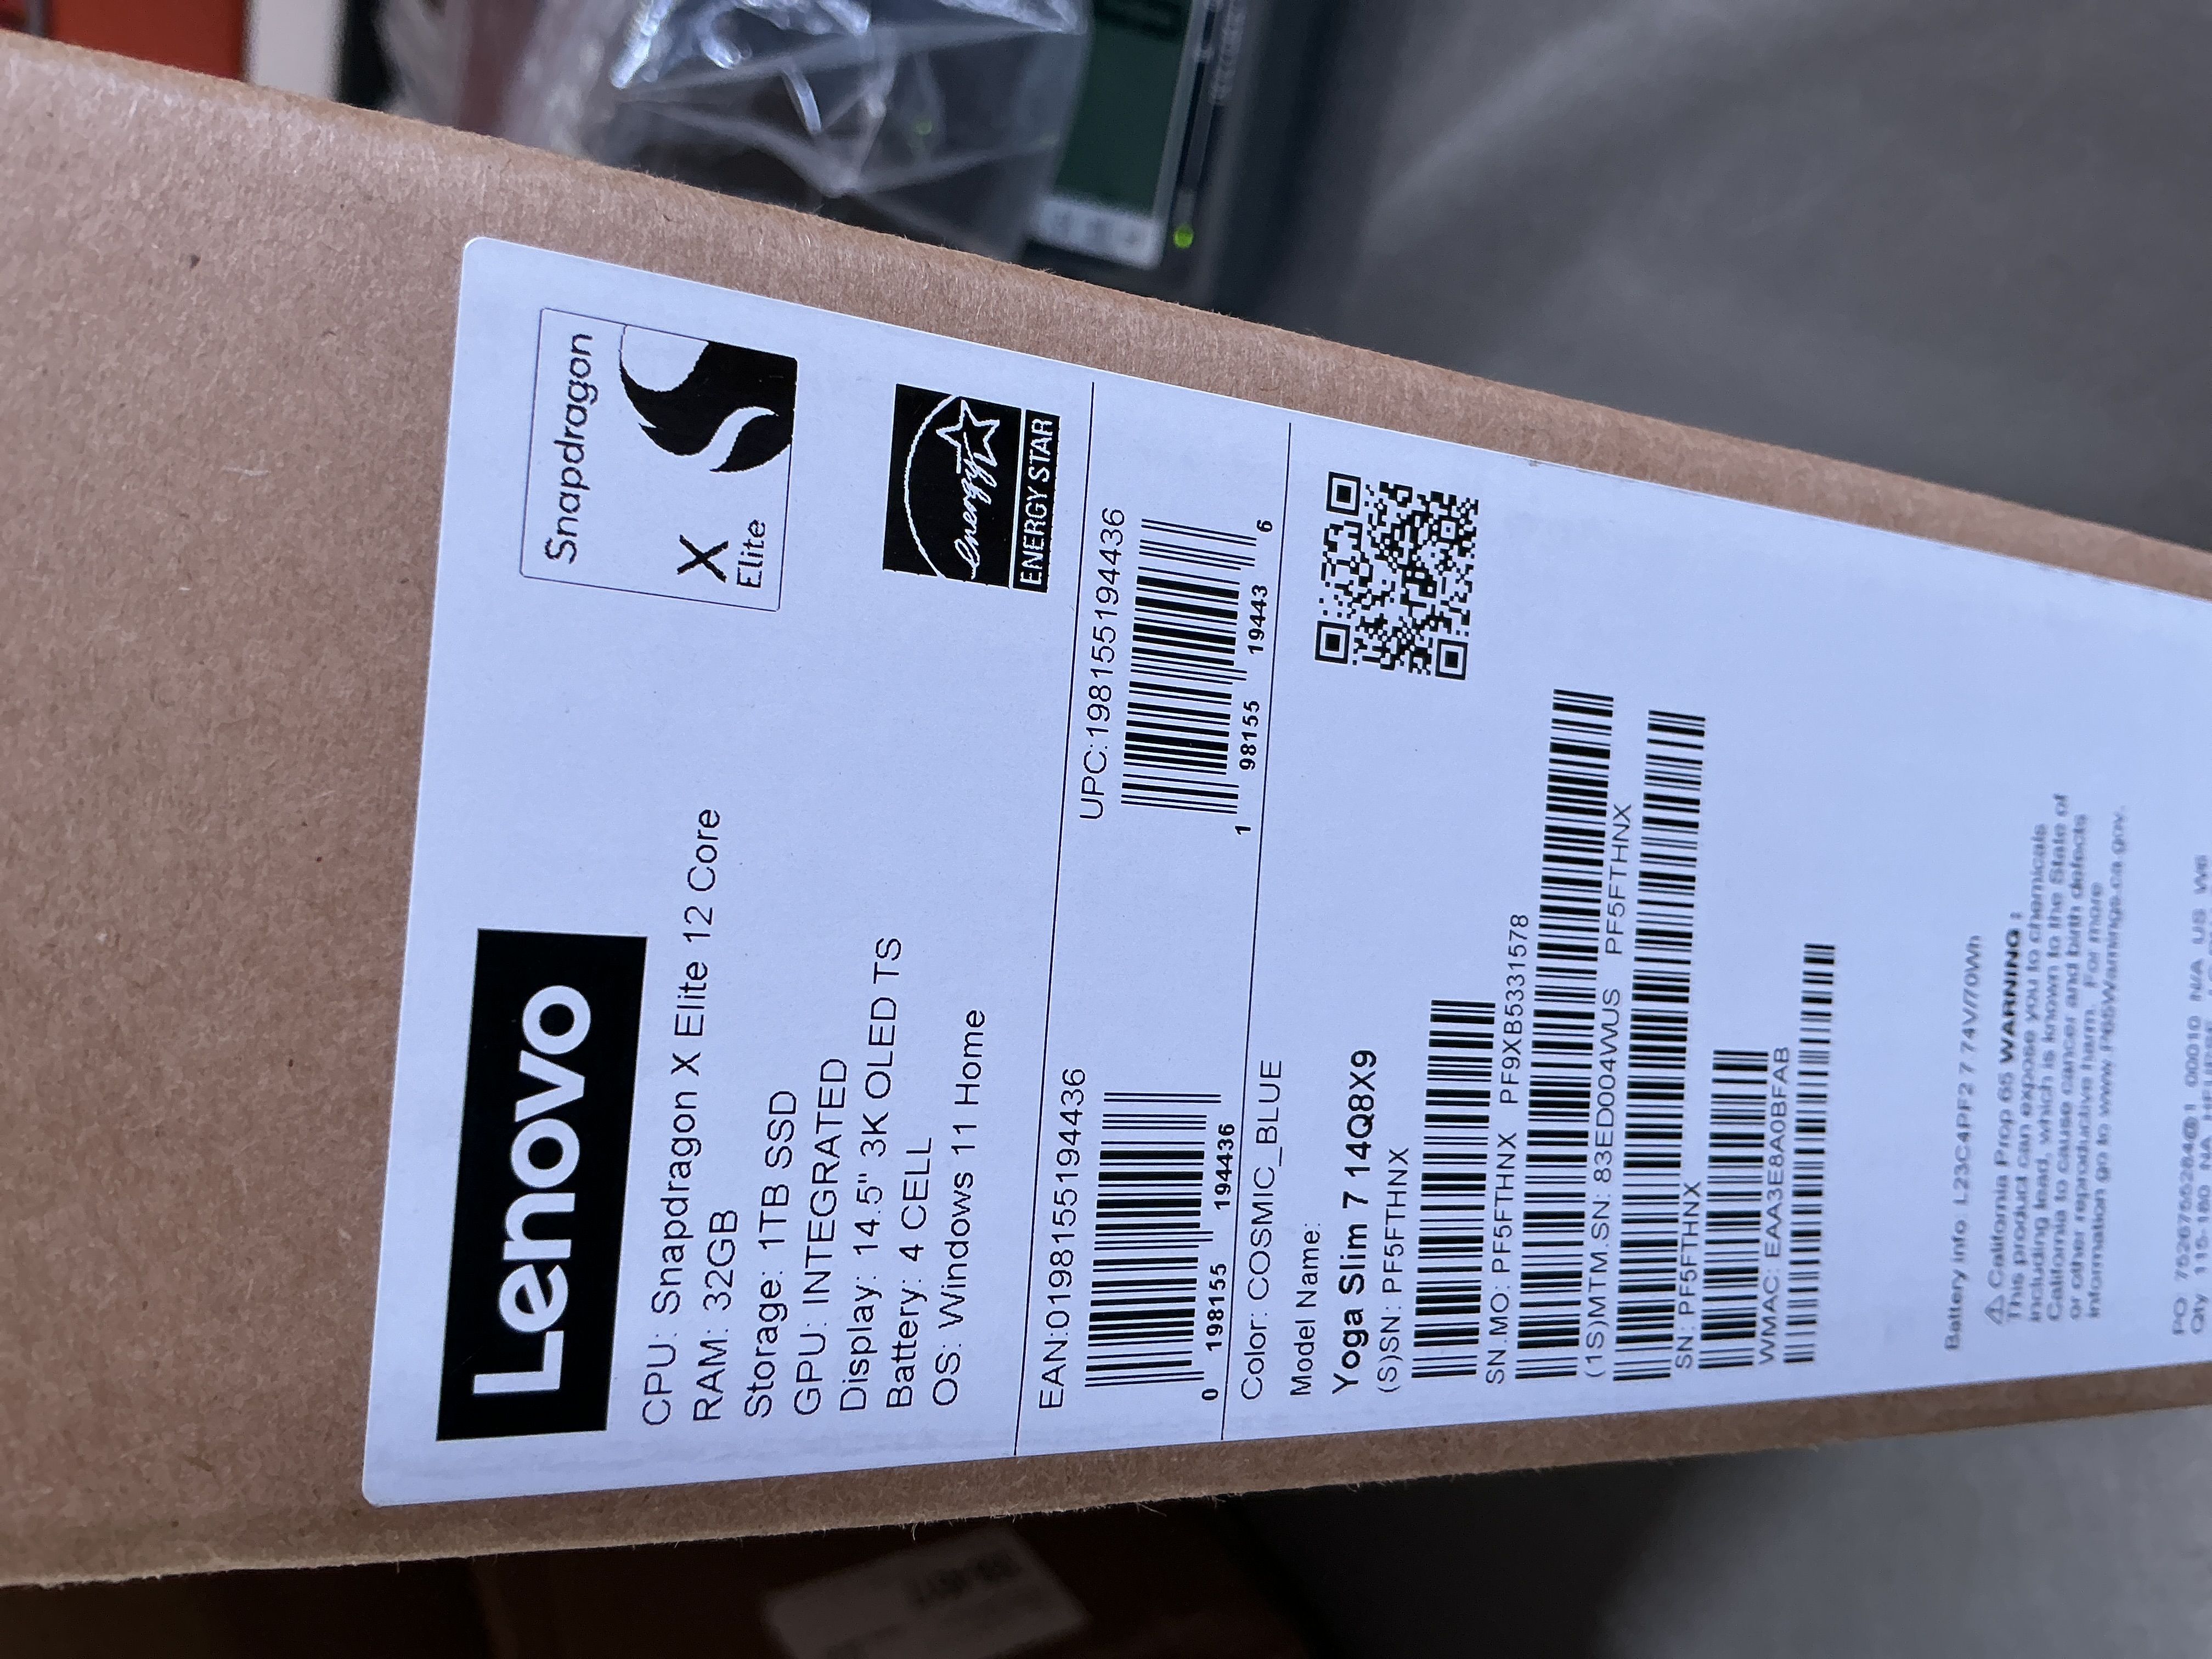 Lenovo
Snapdragon
X
Elite
CPU: Snapdragon X Elite 12 Core
RAM: 32GB
Storage: 1TB SSD
GPU: INTEGRATED
Display: 14.5" 3K OLED TS
Battery: 4 CELL
OS: Windows 11 Home
energy
ENERGY STAR
EAN:0198155194436
0 198155 194436
UPC:198155194436
1 98155 19443 6
Color: COSMIC_BLUE
Model Name:
Yoga Slim 7 14Q8X9
(S)SN: PF5FTHNX
SN.MO: PF5FTHNX PF9XB5331578
(1S)MTM.SN: 83ED004WUS PF5FTHNX
SN: PF5FTHNX
WMAC: EAA3E8A0BFAB
Battery info L23C4PF2 7.74V/70Wh
⚠ California Prop 65 WARNING :
This product can expose you to chemicals
including lead, which is known to the State of
California to cause cancer and birth defects
or other reproductive harm. For more
information go to www.P65Warnings.ca.gov.